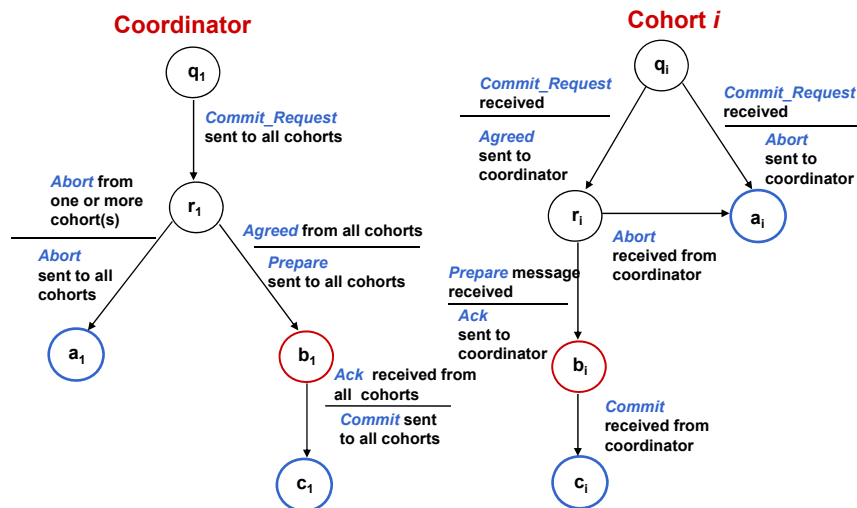 Coordinator
q1
Commit_Request
sent to all cohorts
Abort from
one or more
cohort(s)
Abort
sent to all
cohorts
r1
Agreed from all cohorts
Prepare
sent to all cohorts
a1
b1
Ack received from
all cohorts
Commit sent
to all cohorts
c1
Cohort i
qi
Commit_Request
received
Agreed
sent to
coordinator
Commit_Request
received
Abort
sent to
coordinator
ri
ai
Abort
received from
coordinator
Prepare message
received
Ack
sent to
coordinator
bi
Commit
received from
coordinator
ci